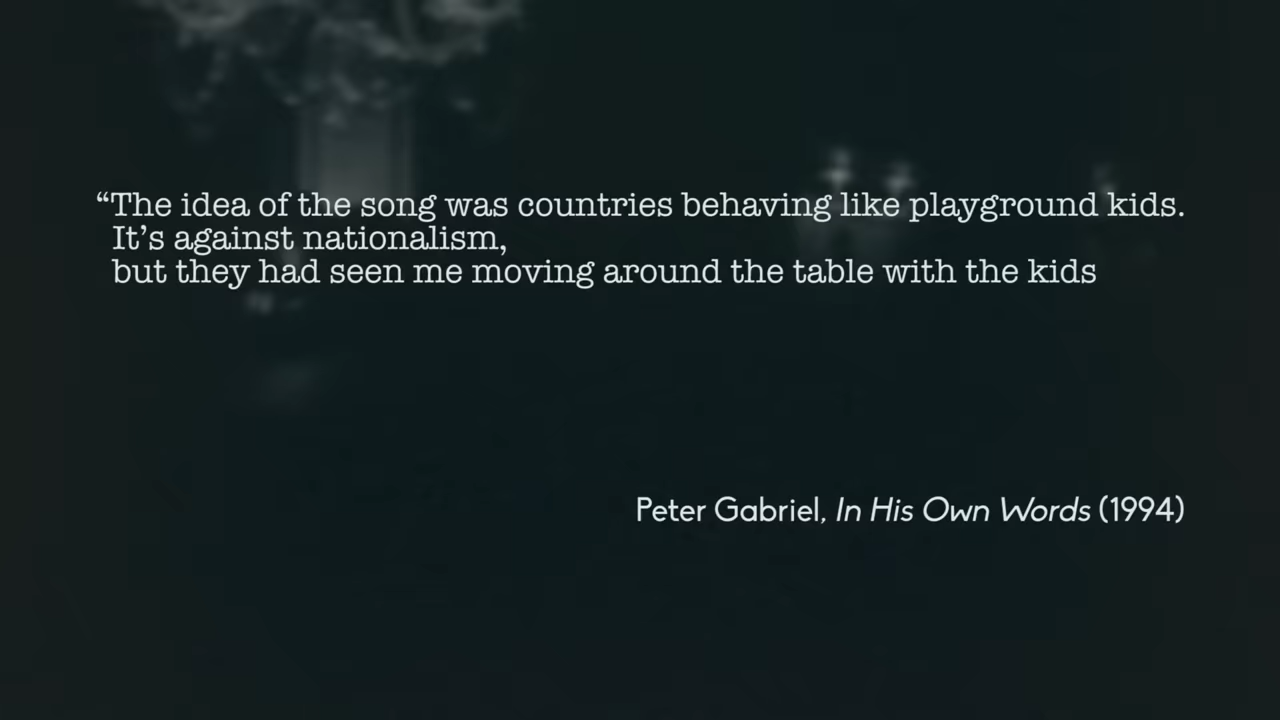 “The idea of the song was countries behaving like playground kids.
It’s against nationalism,
but they had seen me moving around the table with the kids
Peter Gabriel, In His Own Words (1994)